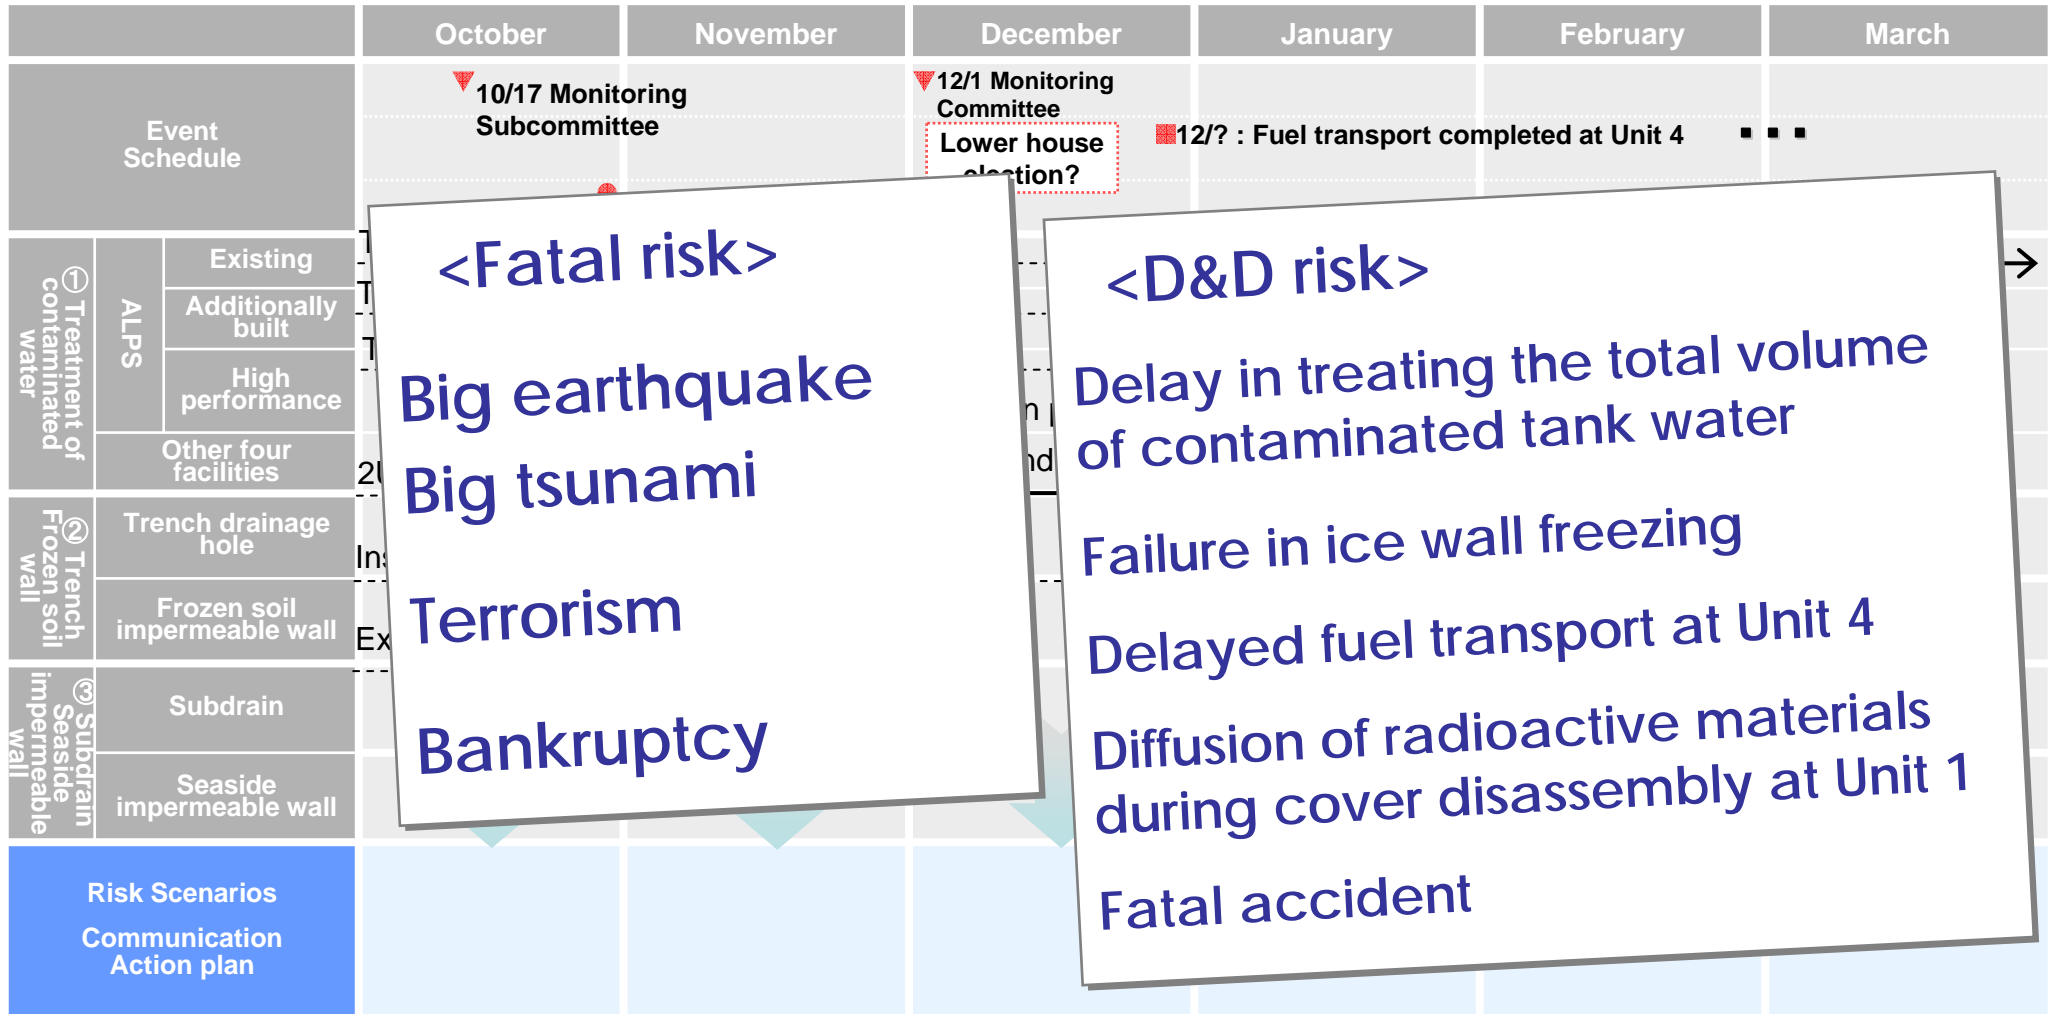 October
November
December
January
February
March
Event
Schedule
10/17 Monitoring
Subcommittee
12/1 Monitoring
Committee
Lower house
election?
12/? : Fuel transport completed at Unit 4
① Treatment of
contaminated
water
ALPS
Existing
Additionally
built
High
performance
Other four
facilities
② Trench
Frozen soil
wall
Trench drainage
hole
Frozen soil
impermeable wall
③ Subdrain
Seaside
impermeable
wall
Subdrain
Seaside
impermeable wall
Risk Scenarios
Communication
Action plan
<Fatal risk>
Big earthquake
Big tsunami
Terrorism
Bankruptcy
<D&D risk>
Delay in treating the total volume
of contaminated tank water
Failure in ice wall freezing
Delayed fuel transport at Unit 4
Diffusion of radioactive materials
during cover disassembly at Unit 1
Fatal accident